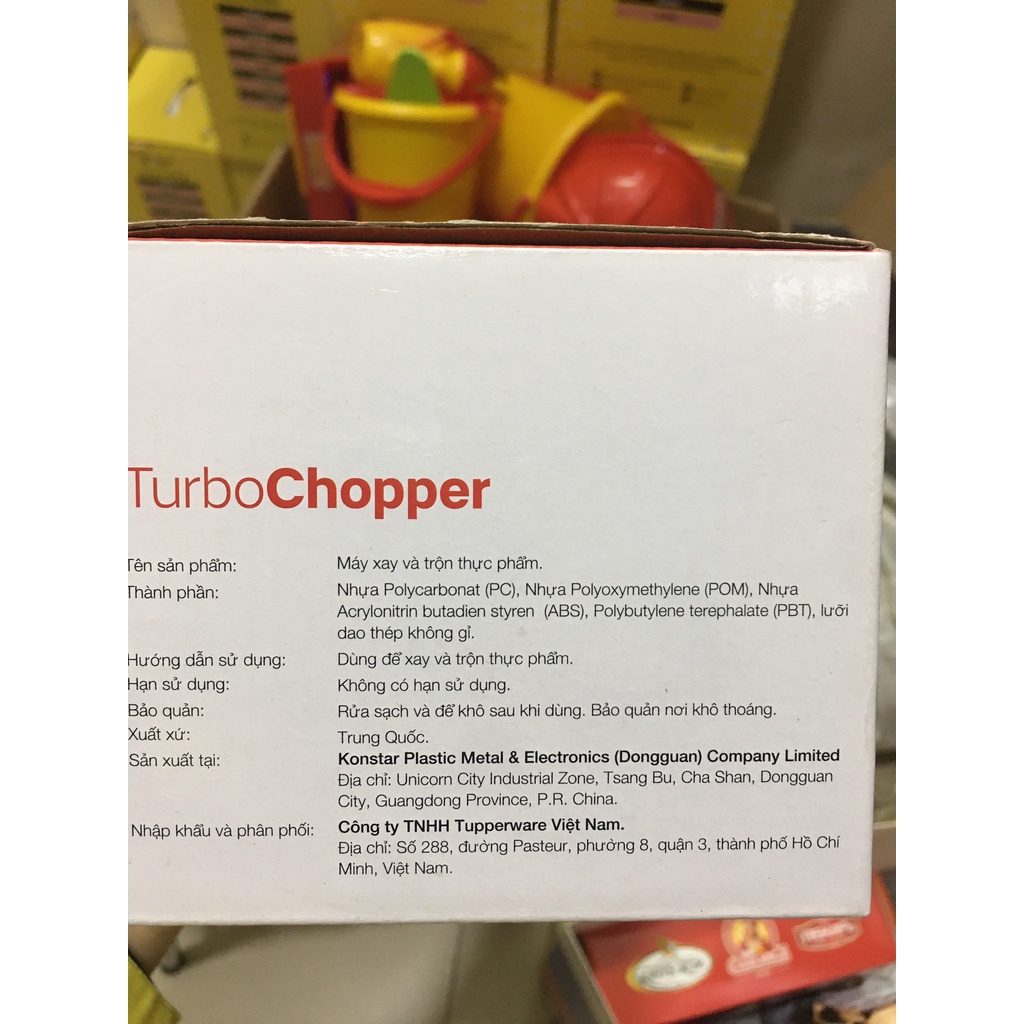 TurboChopper
Tên sản phẩm: Máy xay và trộn thực phẩm.
Thành phần: Nhựa Polycarbonat (PC), Nhựa Polyoxymethylene (POM), Nhựa
Acrylonitrin butadien styren (ABS), Polybutylene terephalate (PBT), lưỡi
dao thép không gỉ.
Hướng dẫn sử dụng: Dùng để xay và trộn thực phẩm.
Hạn sử dụng: Không có hạn sử dụng.
Bảo quản: Rửa sạch và để khô sau khi dùng. Bảo quản nơi khô thoáng.
Xuất xứ: Trung Quốc.
Sản xuất tại: Konstar Plastic Metal & Electronics (Dongguan) Company Limited
Địa chỉ: Unicorn City Industrial Zone, Tsang Bu, Cha Shan, Dongguan
City, Guangdong Province, P.R. China.
Nhập khẩu và phân phối: Công ty TNHH Tupperware Việt Nam.
Địa chỉ: Số 288, đường Pasteur, phường 8, quận 3, thành phố Hồ Chí
Minh, Việt Nam.